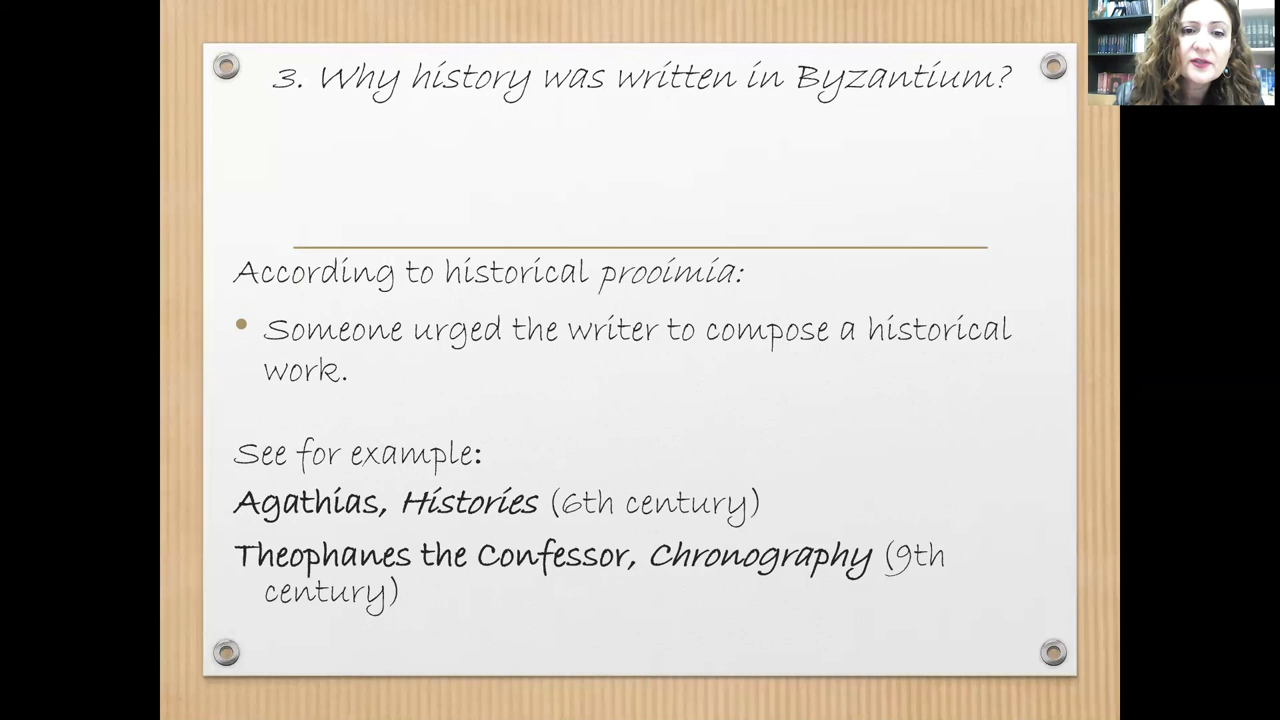 3. Why history was written in Byzantium?
According to historical prooimia:
• Someone urged the writer to compose a historical
work.
See for example:
Agathias, Histories (6th century)
Theophanes the Confessor, Chronography (9th
century)